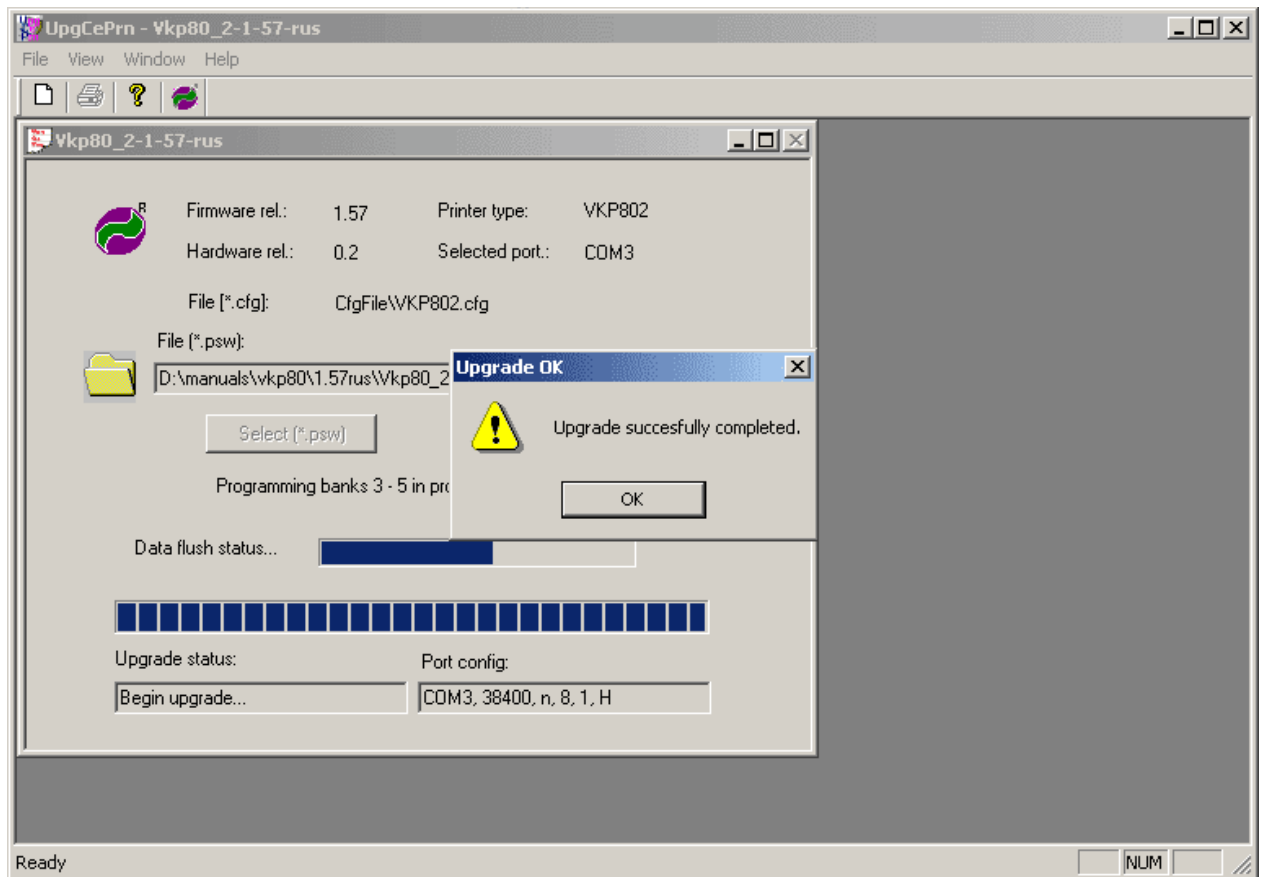 UpgCePrn - Vkp80_2-1-57-rus
File View Window Help
Vkp80_2-1-57-rus
R
Firmware rel.: 1.57 Printer type: VKP802
Hardware rel.: 0.2 Selected port.: COM3
File [*.cfg]: CfgFile\VKP802.cfg
File (*.psw):
D:\manuals\vkp80\1.57rus\Vkp80_2
Select (*.psw)
Programming banks 3 - 5 in pro
Upgrade OK
Upgrade succesfully completed.
OK
Data flush status...
Upgrade status: Port config:
Begin upgrade... COM3, 38400, n, 8, 1, H
Ready NUM